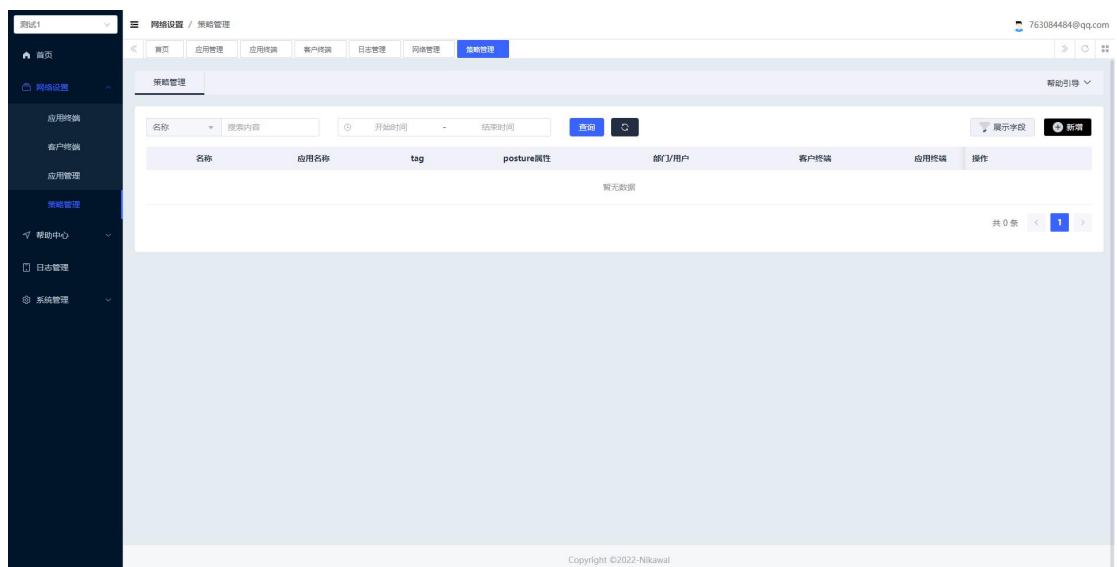 测试1
网络设置 / 策略管理
763084484@qq.com
首页
网络设置
应用终端
客户终端
应用管理
策略管理
帮助中心
日志管理
系统管理
首页 应用管理 应用终端 客户终端 日志管理 网络管理 策略管理
策略管理
帮助引导
名称 搜索内容 开始时间 - 结束时间 查询 展示字段 新增
名称 应用名称 tag posture属性 部门/用户 客户终端 应用终端 操作
暂无数据
共 0 条 < 1 >
Copyright ©2022-Nikawal